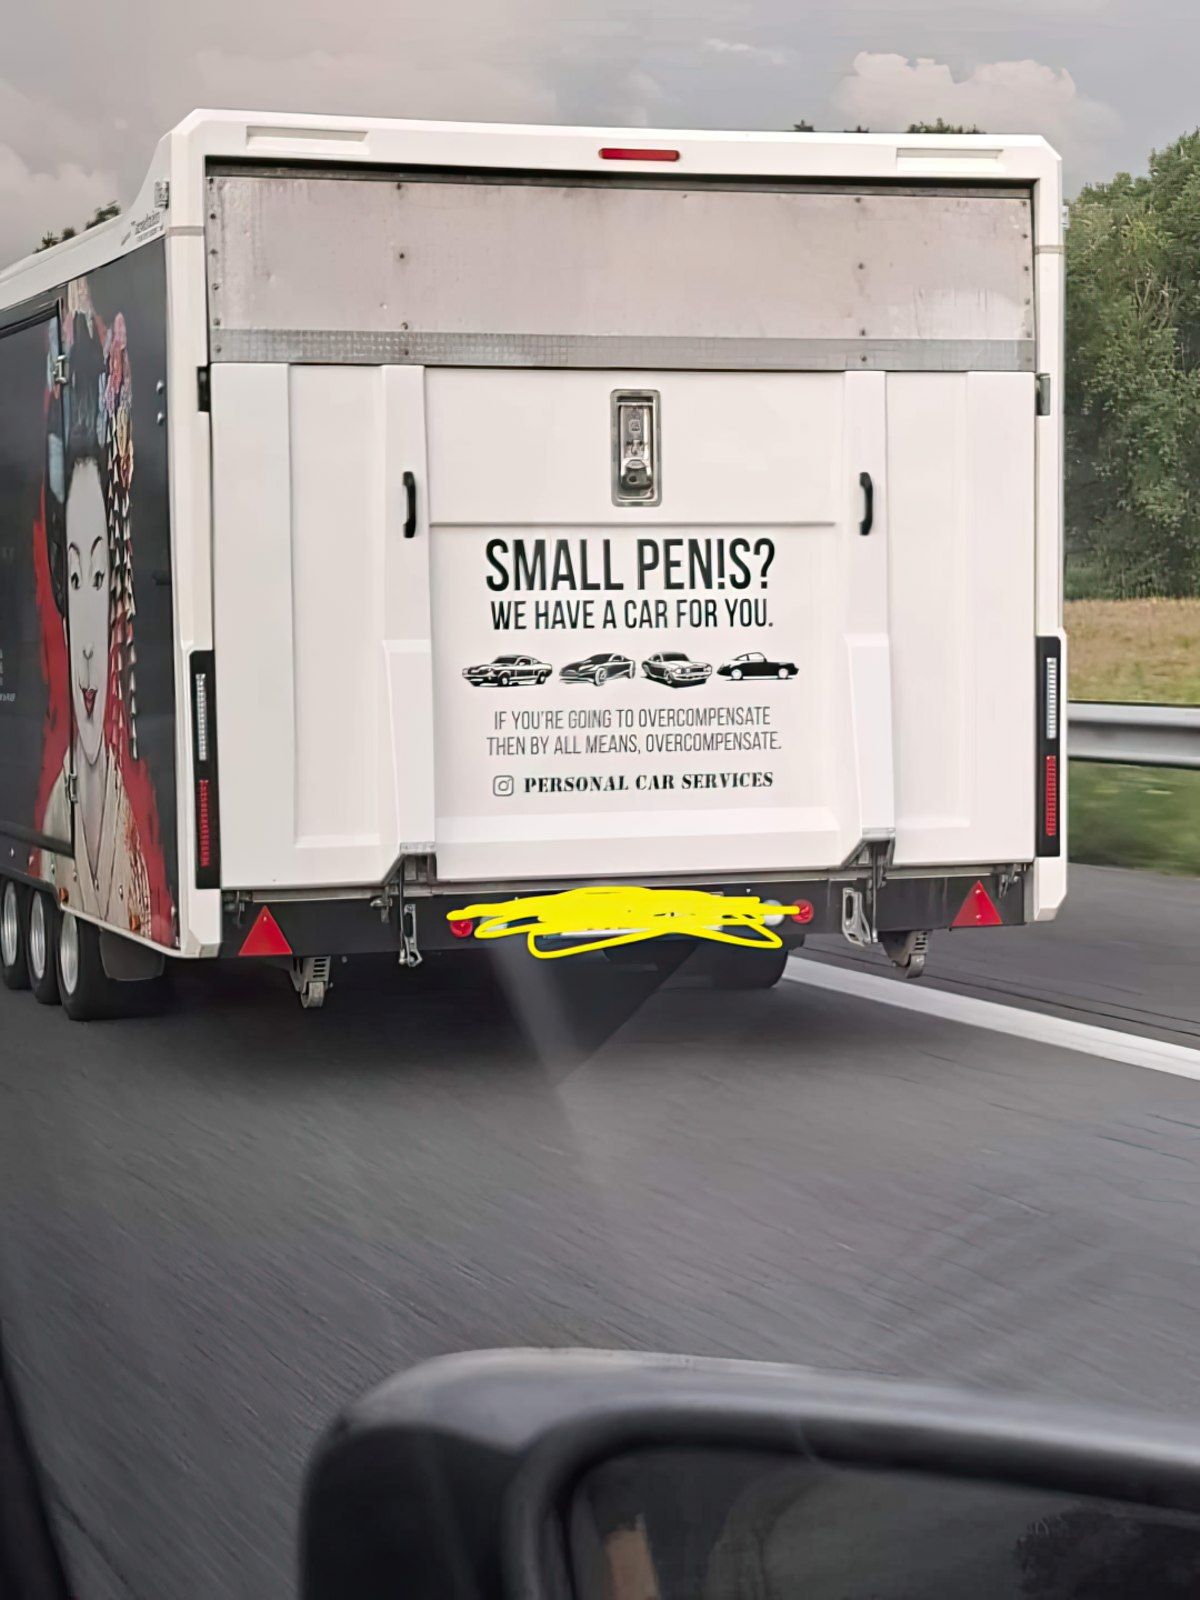 SMALL PEN!S?
WE HAVE A CAR FOR YOU.
IF YOU'RE GOING TO OVERCOMPENSATE
THEN BY ALL MEANS, OVERCOMPENSATE.
PERSONAL CAR SERVICES